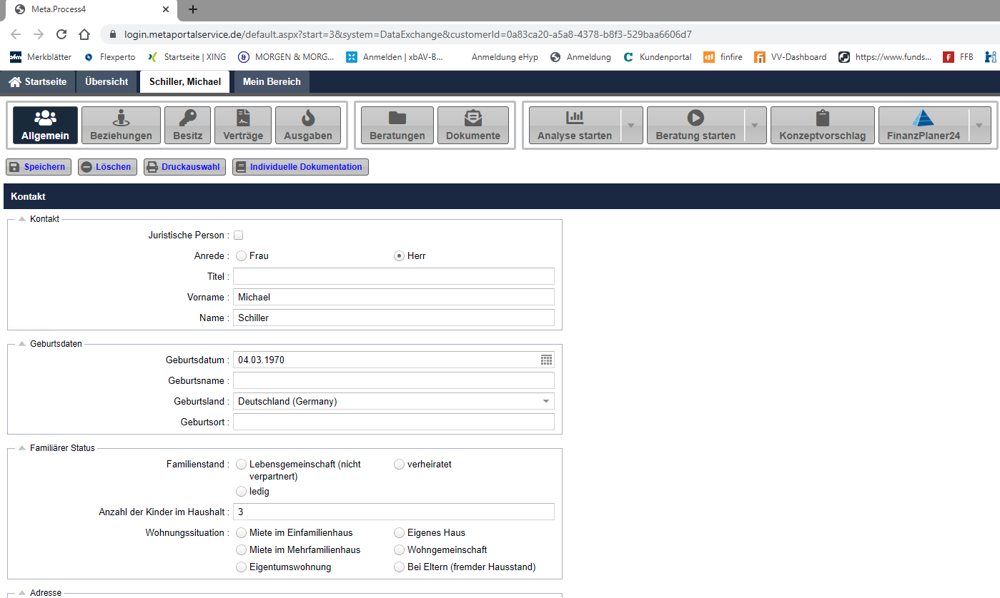 Meta.Process4
login.metaportalservice.de/default.aspx?start=3&system=DataExchange&customerId=0a83ca20-a5a8-4378-b8f3-529baa6606d7
afm Merkblätter Flexperto Startseite | XING & MORGEN & MORG... Anmelden | xbAV-B... Anmeldung eHyp Anmeldung Kundenportal finfire VV-Dashboard https://www.funds... FFB
Startseite Übersicht Schiller, Michael Mein Bereich
Allgemein Beziehungen Besitz Verträge Ausgaben Beratungen Dokumente Analyse starten Beratung starten Konzeptvorschlag FinanzPlaner24
Speichern Löschen Druckauswahl Individuelle Dokumentation
Kontakt
Kontakt
Juristische Person :
Anrede : Frau Herr
Titel :
Vorname : Michael
Name : Schiller
Geburtsdaten
Geburtsdatum : 04.03.1970
Geburtsname :
Geburtsland : Deutschland (Germany)
Geburtsort :
Familiärer Status
Familienstand : Lebensgemeinschaft (nicht verheiratet
verpartnert)
ledig
Anzahl der Kinder im Haushalt : 3
Wohnungssituation : Miete im Einfamilienhaus Eigenes Haus
Miete im Mehrfamilienhaus Wohngemeinschaft
Eigentumswohnung Bei Eltern (fremder Hausstand)
Adresse